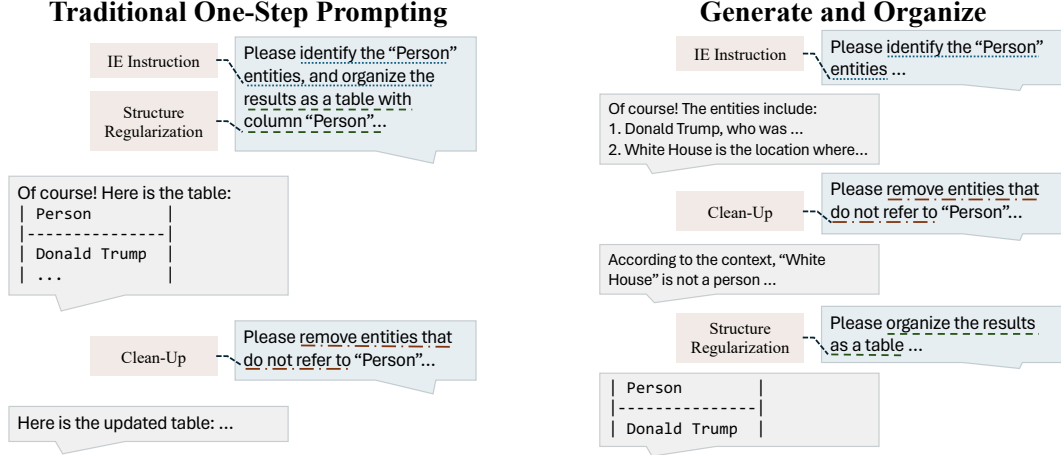 Traditional One-Step Prompting
IE Instruction
Please identify the “Person”
entities, and organize the
results as a table with
column “Person”...
Structure
Regularization
Of course! Here is the table:
| Person |
|---------------|
| Donald Trump |
| ... |
Clean-Up
Please remove entities that
do not refer to “Person”...
Here is the updated table: ...
Generate and Organize
IE Instruction
Please identify the “Person”
entities ...
Of course! The entities include:
1. Donald Trump, who was ...
2. White House is the location where...
Clean-Up
Please remove entities that
do not refer to “Person”...
According to the context, “White
House” is not a person ...
Structure
Regularization
Please organize the results
as a table ...
| Person |
|---------------|
| Donald Trump |